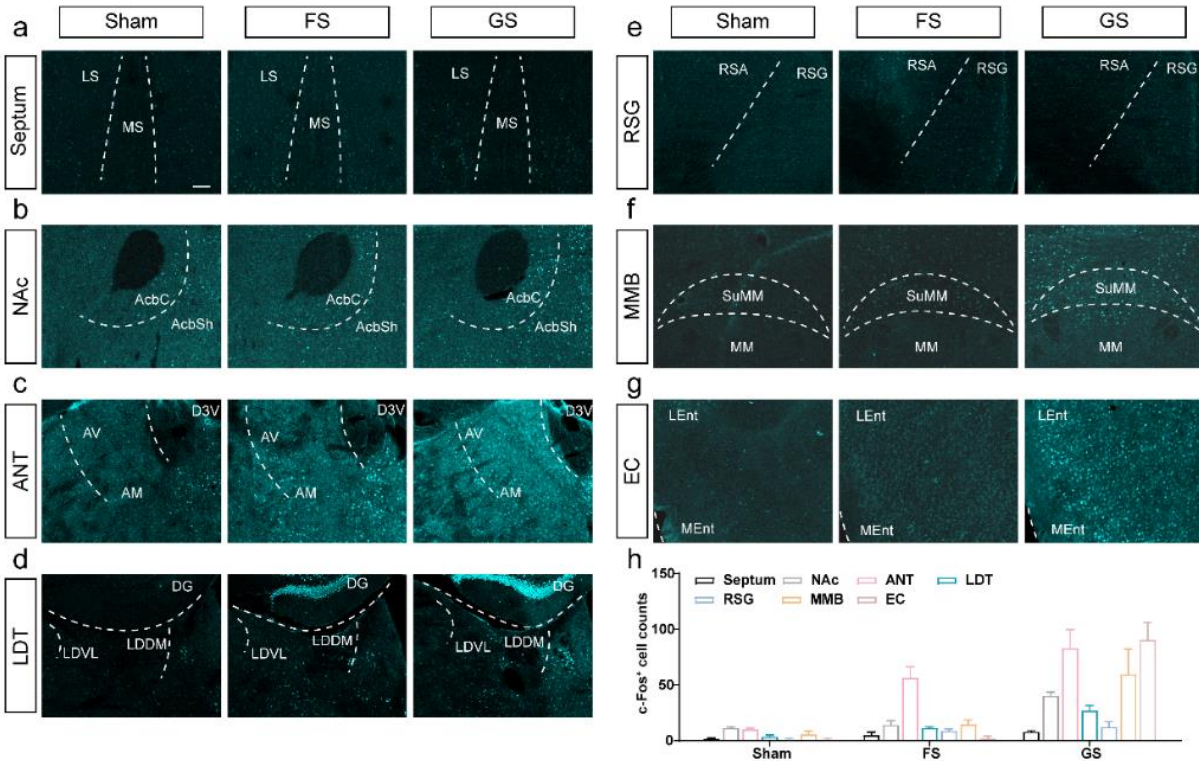 a
Sham
FS
GS
Septum
LS
MS
LS
MS
LS
MS
b
NAc
AcbC
AcbSh
AcbC
AcbSh
AcbC
AcbSh
c
ANT
AV
AM
D3V
AV
AM
D3V
AV
AM
D3V
d
LDT
DG
LDVL
LDDM
DG
LDVL
LDDM
DG
LDVL
LDDM
e
Sham
FS
GS
RSG
RSA
RSG
RSA
RSG
RSA
RSG
f
MMB
SuMM
MM
SuMM
MM
SuMM
MM
g
EC
LEnt
MEnt
LEnt
MEnt
LEnt
MEnt
h
c-Fos⁺ cell counts
150
100
50
0
Septum NAc ANT LDT
RSG MMB EC
Sham FS GS